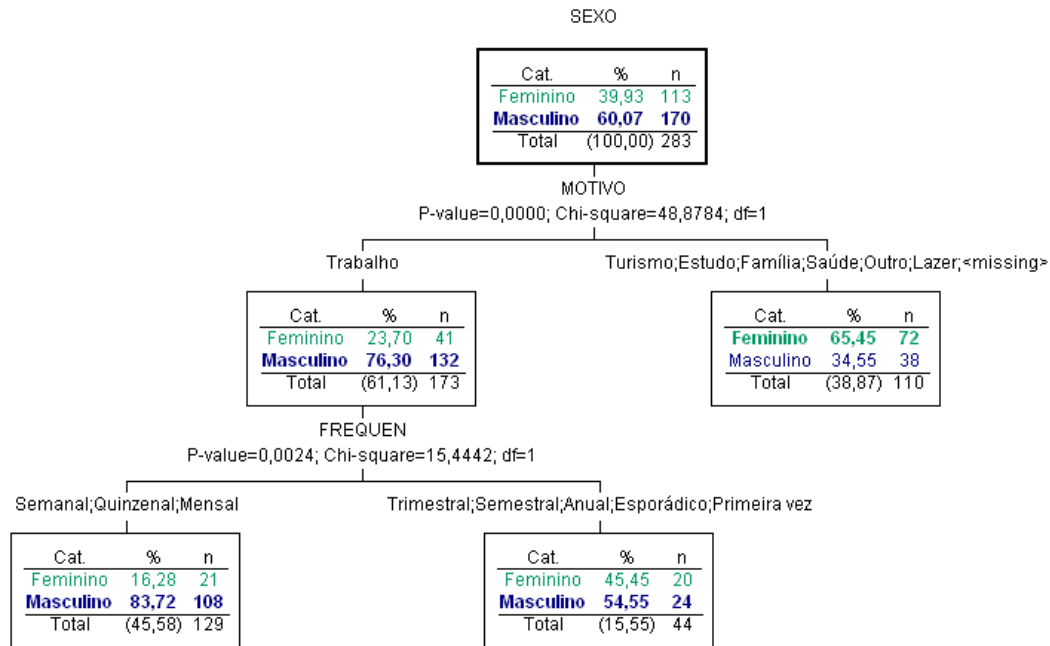 SEXO
Cat. % n
Feminino 39,93 113
Masculino 60,07 170
Total (100,00) 283
MOTIVO
P-value=0,0000; Chi-square=48,8784; df=1
Trabalho
Turismo;Estudo;Família;Saúde;Outro;Lazer;<missing>
Cat. % n
Feminino 23,70 41
Masculino 76,30 132
Total (61,13) 173
Cat. % n
Feminino 65,45 72
Masculino 34,55 38
Total (38,87) 110
FREQUEN
P-value=0,0024; Chi-square=15,4442; df=1
Semanal;Quinzenal;Mensal
Trimestral;Semestral;Anual;Esporádico;Primeira vez
Cat. % n
Feminino 16,28 21
Masculino 83,72 108
Total (45,58) 129
Cat. % n
Feminino 45,45 20
Masculino 54,55 24
Total (15,55) 44